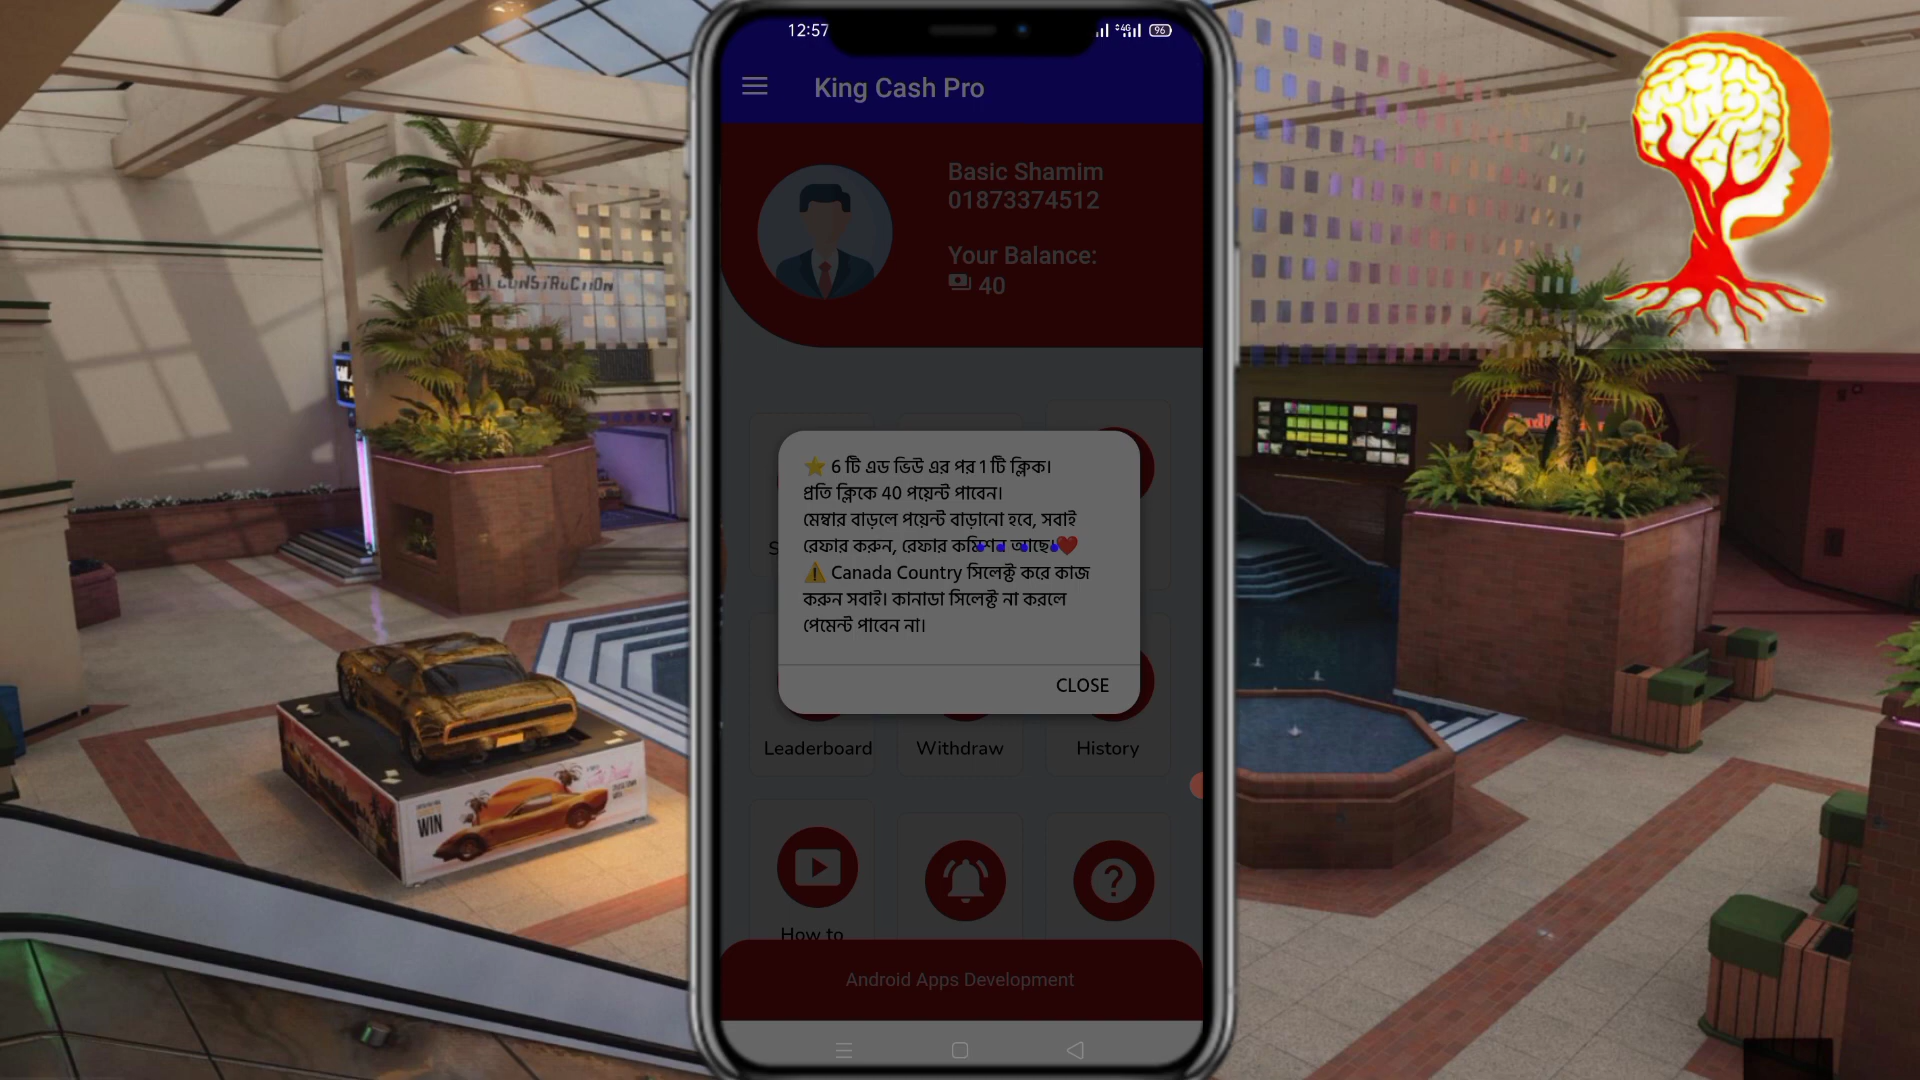 12:57
4G
96
King Cash Pro
Basic Shamim
01873374512
Your Balance:
40
⭐ 6 টি এড ভিউ এর পর 1 টি ক্লিক।
প্রতি ক্লিকে 40 পয়েন্ট পাবেন।
মেম্বার বাড়লে পয়েন্ট বাড়ানো হবে, সবাই
রেফার করুন, রেফার কমিশন আছে।❤️
⚠️ Canada Country সিলেক্ট করে কাজ
করুন সবাই। কানাডা সিলেক্ট না করলে
পেমেন্ট পাবেন না।
CLOSE
Leaderboard
Withdraw
History
How to
Android Apps Development
WIN